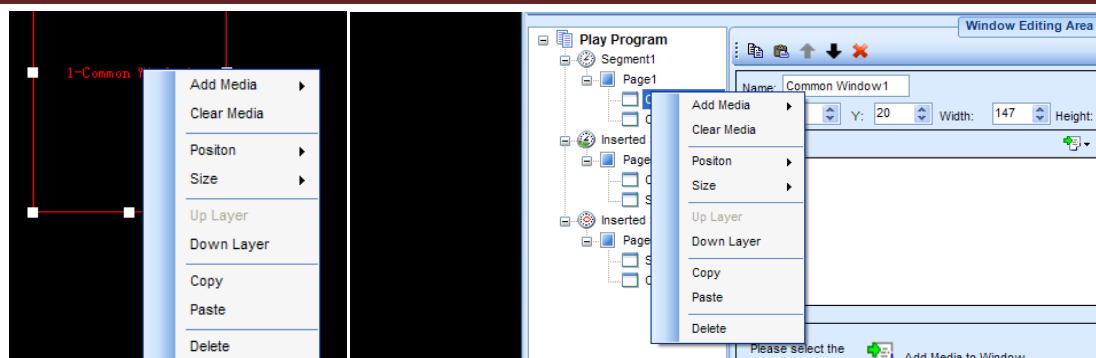 1-Common
Add Media
Clear Media
Positon
Size
Up Layer
Down Layer
Copy
Paste
Delete
Window Editing Area
Play Program
Segment1
Page1
C
C
Inserted
Page
C
S
Inserted
Page
S
C
Name: Common Window1
Y: 20 Width: 147 Height:
Add Media
Clear Media
Positon
Size
Up Layer
Down Layer
Copy
Paste
Delete
Please select the
Add Media to Window